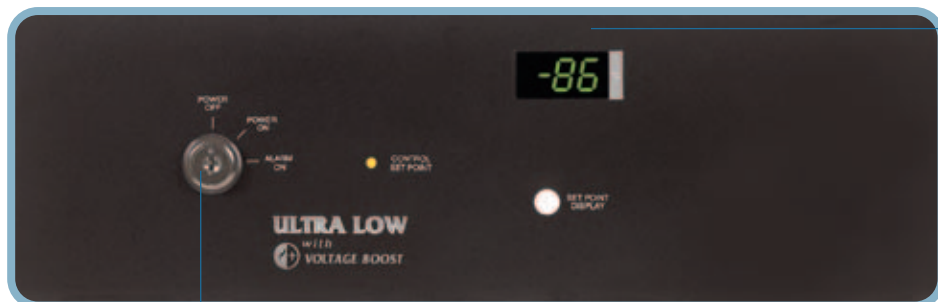 -86
POWER
OFF
POWER
ON
ALARM
ON
CONTROL
SET POINT
SET POINT
DISPLAY
ULTRA LOW
with
VOLTAGE BOOST